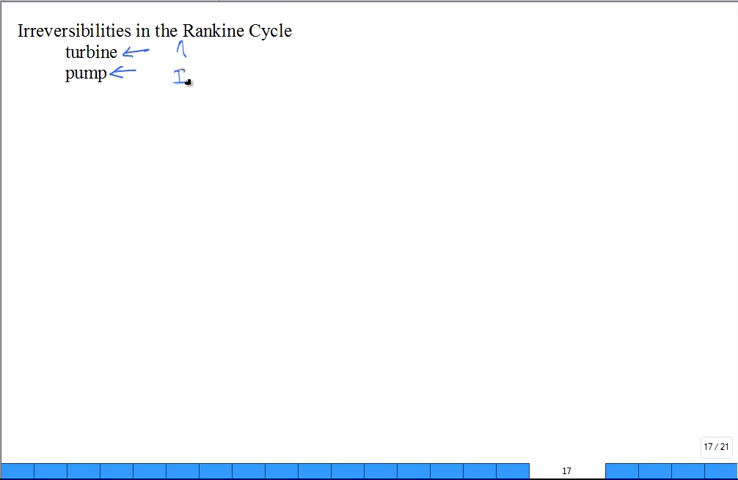 Irreversibilities in the Rankine Cycle
turbine ← η
pump ← I
17 / 21
17